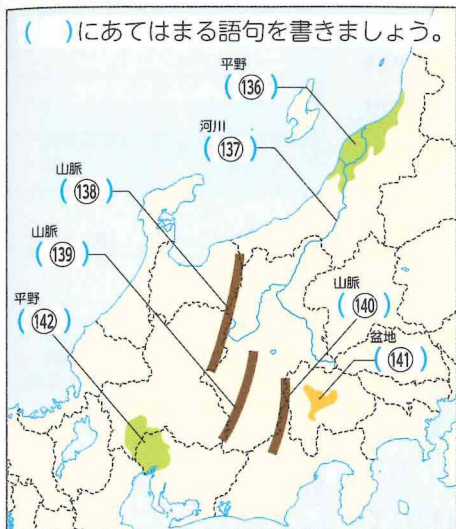 (　)にあてはまる語句を書きましょう。
平野
(136)
河川
(137)
山脈
(138)
山脈
(139)
山脈
(140)
平野
(142)
盆地
(141)